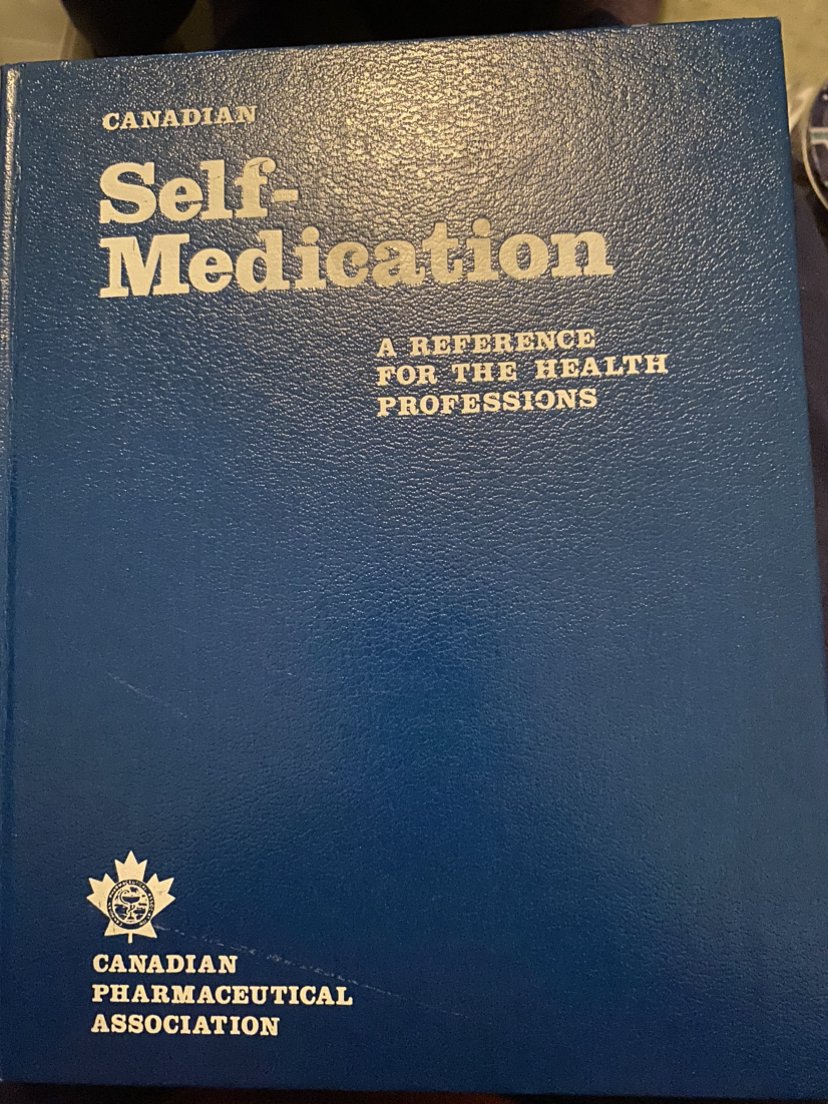 CANADIAN
Self-
Medication
A REFERENCE
FOR THE HEALTH
PROFESSIONS
CANADIAN
PHARMACEUTICAL
ASSOCIATION